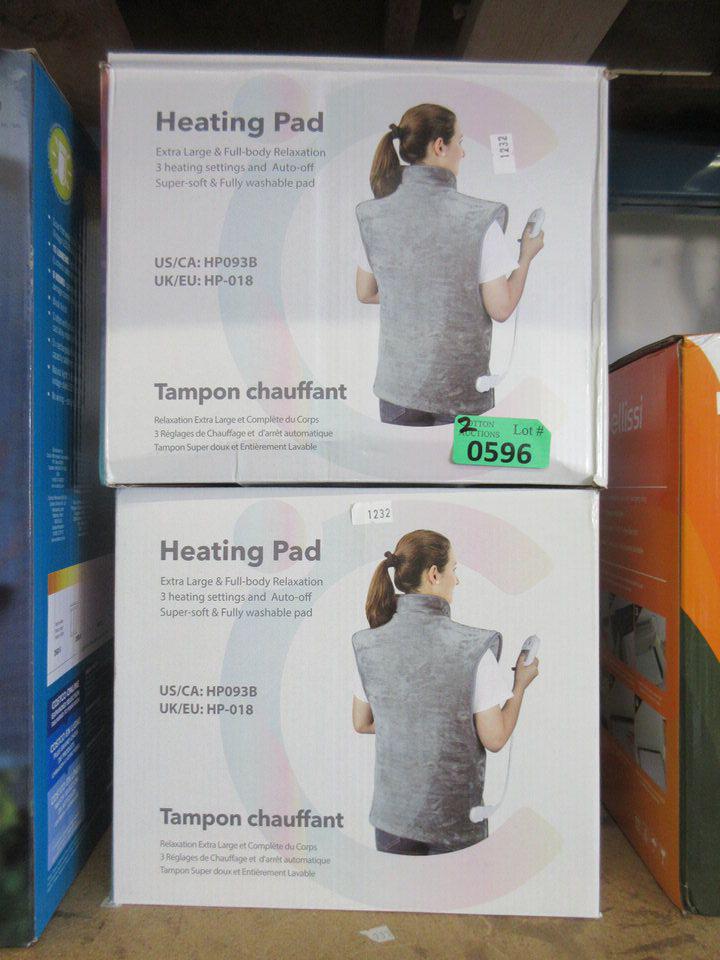 Heating Pad
Extra Large & Full-body Relaxation
3 heating settings and Auto-off
Super-soft & Fully washable pad
1232
US/CA: HP093B
UK/EU: HP-018
Tampon chauffant
Relaxation Extra Large et Complète du Corps
3 Réglages de Chauffage et d'arrêt automatique
Tampon Super doux et Entièrement Lavable
2
AUCTIONS Lot #
0596
1232
Heating Pad
Extra Large & Full-body Relaxation
3 heating settings and Auto-off
Super-soft & Fully washable pad
US/CA: HP093B
UK/EU: HP-018
Tampon chauffant
Relaxation Extra Large et Complète du Corps
3 Réglages de Chauffage et d'arrêt automatique
Tampon Super doux et Entièrement Lavable
ellissi